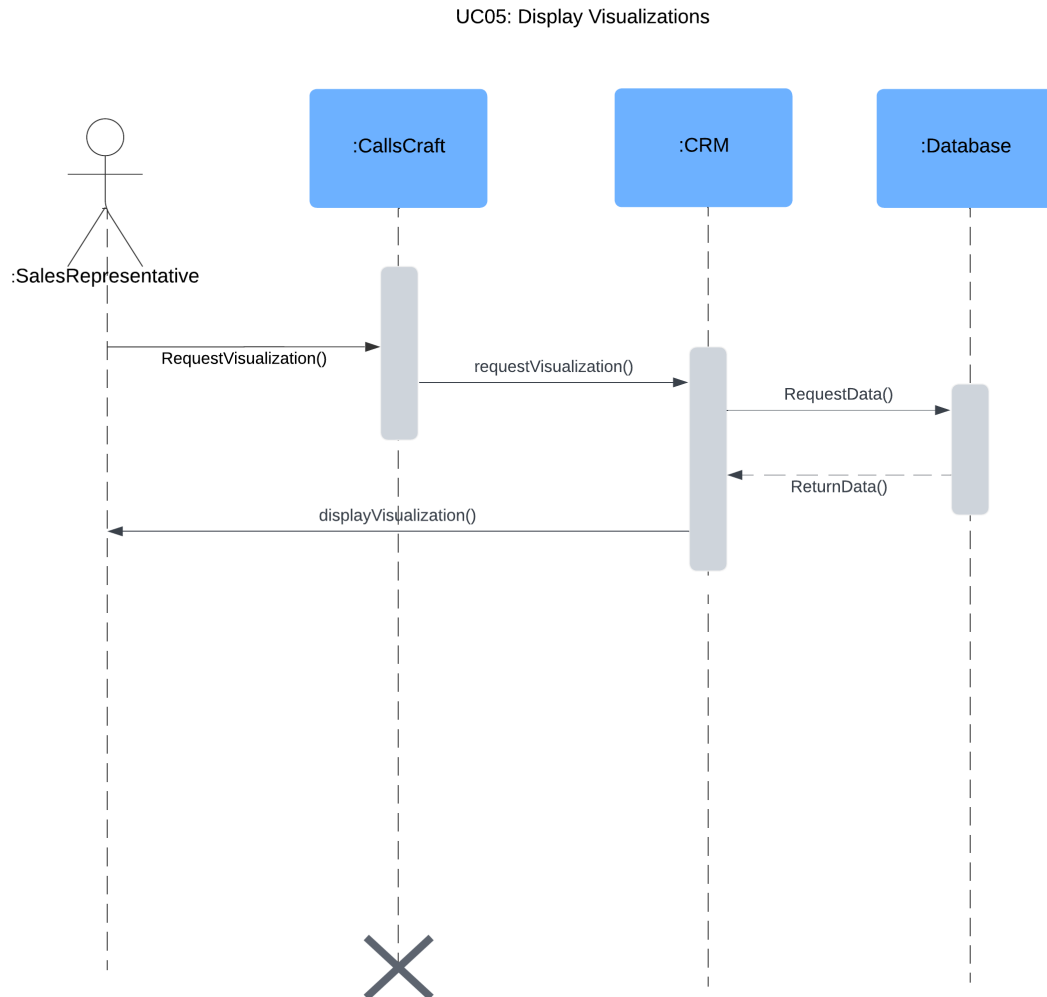 UC05: Display Visualizations
:CallsCraft
:CRM
:Database
:SalesRepresentative
RequestVisualization()
requestVisualization()
RequestData()
ReturnData()
displayVisualization()